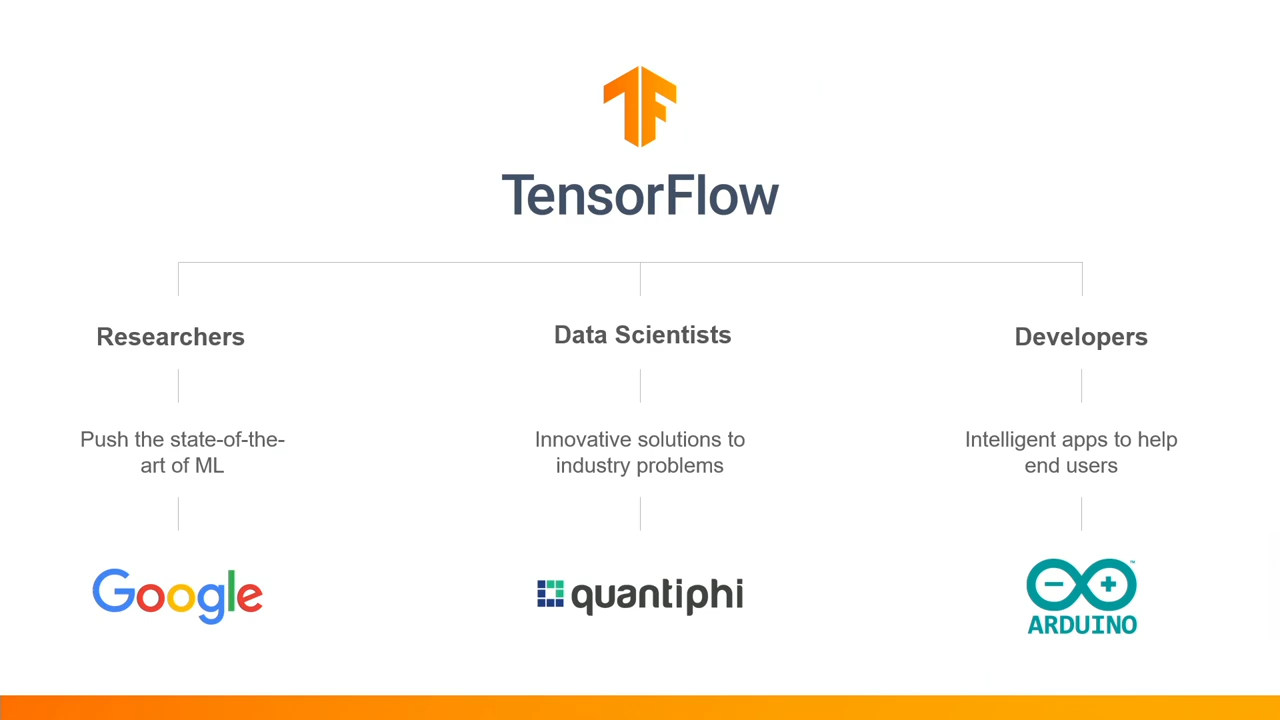 TensorFlow
Researchers
Data Scientists
Developers
Push the state-of-the-
art of ML
Innovative solutions to
industry problems
Intelligent apps to help
end users
Google
quantiphi
ARDUINO™